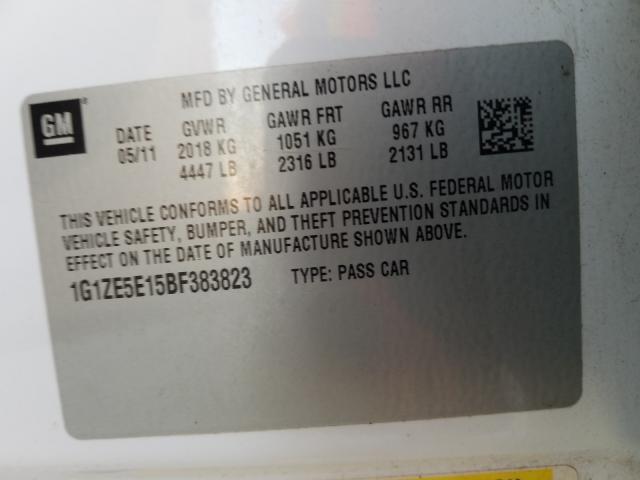 MFD BY GENERAL MOTORS LLC
GM
DATE GVWR GAWR FRT GAWR RR
05/11 2018 KG 1051 KG 967 KG
4447 LB 2316 LB 2131 LB
THIS VEHICLE CONFORMS TO ALL APPLICABLE U.S. FEDERAL MOTOR
VEHICLE SAFETY, BUMPER, AND THEFT PREVENTION STANDARDS IN
EFFECT ON THE DATE OF MANUFACTURE SHOWN ABOVE.
1G1ZE5E15BF383823 TYPE: PASS CAR